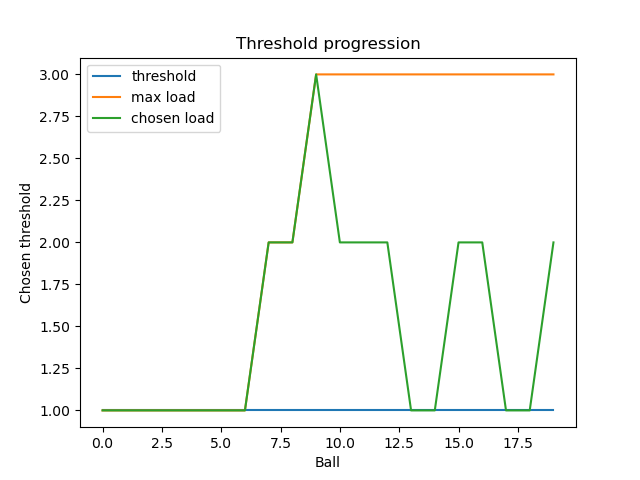 Threshold progression
threshold
max load
chosen load
3.00
2.75
2.50
2.25
2.00
1.75
1.50
1.25
1.00
Chosen threshold
0.0 2.5 5.0 7.5 10.0 12.5 15.0 17.5
Ball